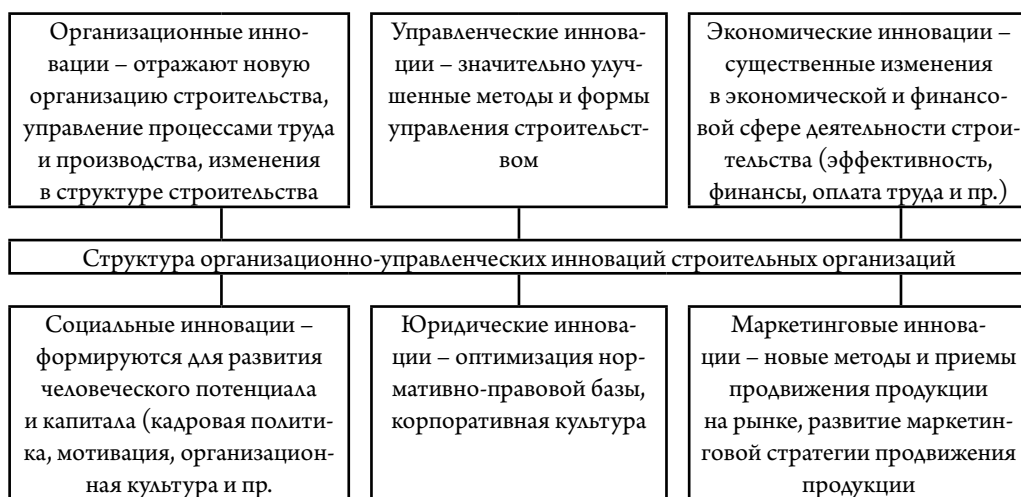 Организационные инно-
вации – отражают новую
организацию строительства,
управление процессами труда
и производства, изменения
в структуре строительства
Управленческие иннова-
ции – значительно улуч-
шенные методы и формы
управления строительст-
вом
Экономические инновации –
существенные изменения
в экономической и финансо-
вой сфере деятельности строи-
тельства (эффективность,
финансы, оплата труда и пр.)
Структура организационно-управленческих инноваций строительных организаций
Социальные инновации –
формируются для развития
человеческого потенциала
и капитала (кадровая полити-
ка, мотивация, организацион-
ная культура и пр.
Юридические иннова-
ции – оптимизация нор-
мативно-правовой базы,
корпоративная культура
Маркетинговые иннова-
ции – новые методы и приемы
продвижения продукции
на рынке, развитие маркетин-
говой стратегии продвижения
продукции